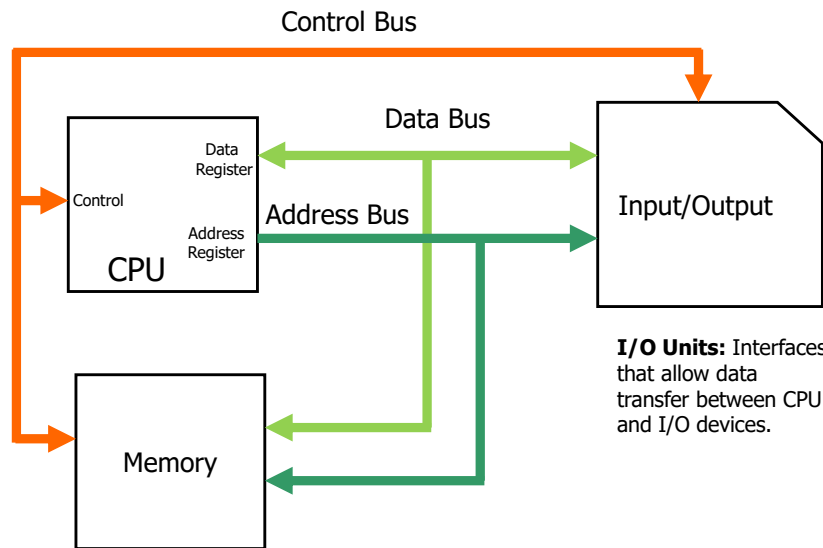 Control Bus
Data Bus
Data
Register
Control
Address Bus
Address
Register
CPU
Input/Output
I/O Units: Interfaces
that allow data
transfer between CPU
and I/O devices.
Memory